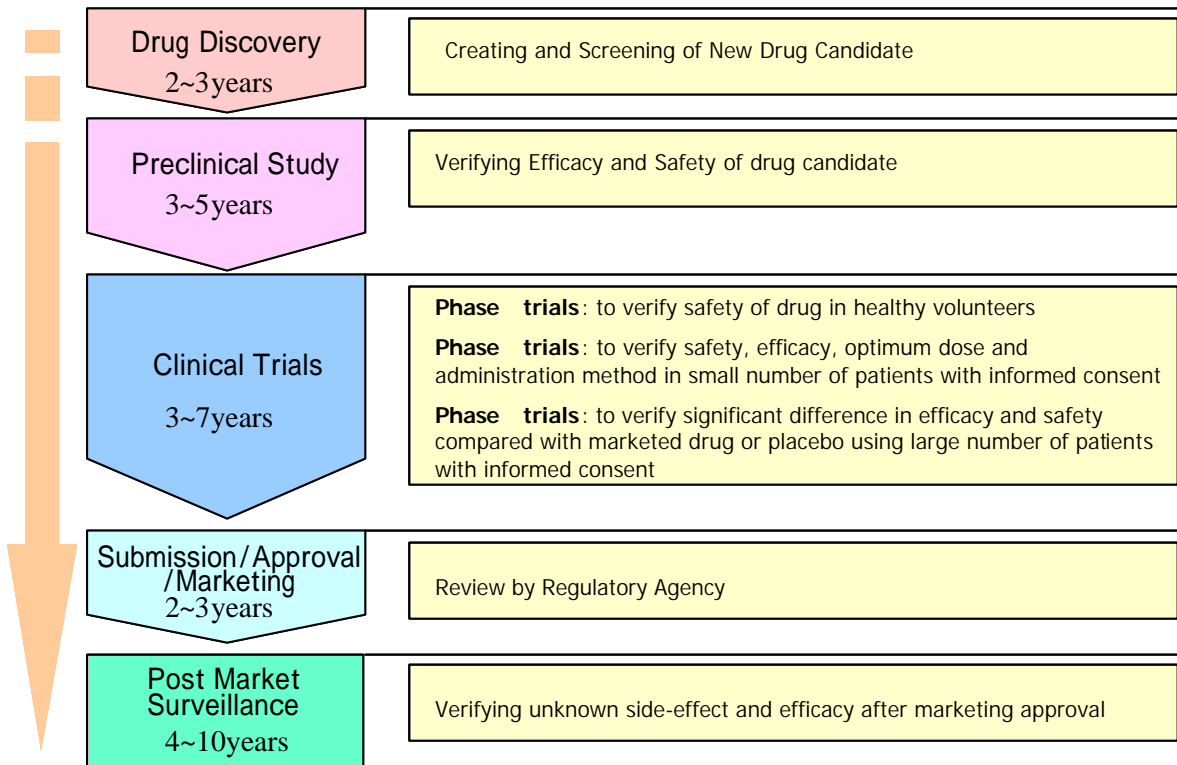 Drug Discovery
2~3years
Creating and Screening of New Drug Candidate
Preclinical Study
3~5years
Verifying Efficacy and Safety of drug candidate
Clinical Trials
3~7years
Phase trials: to verify safety of drug in healthy volunteers
Phase trials: to verify safety, efficacy, optimum dose and
administration method in small number of patients with informed consent
Phase trials: to verify significant difference in efficacy and safety
compared with marketed drug or placebo using large number of patients
with informed consent
Submission/Approval
/Marketing
2~3years
Review by Regulatory Agency
Post Market
Surveillance
4~10years
Verifying unknown side-effect and efficacy after marketing approval